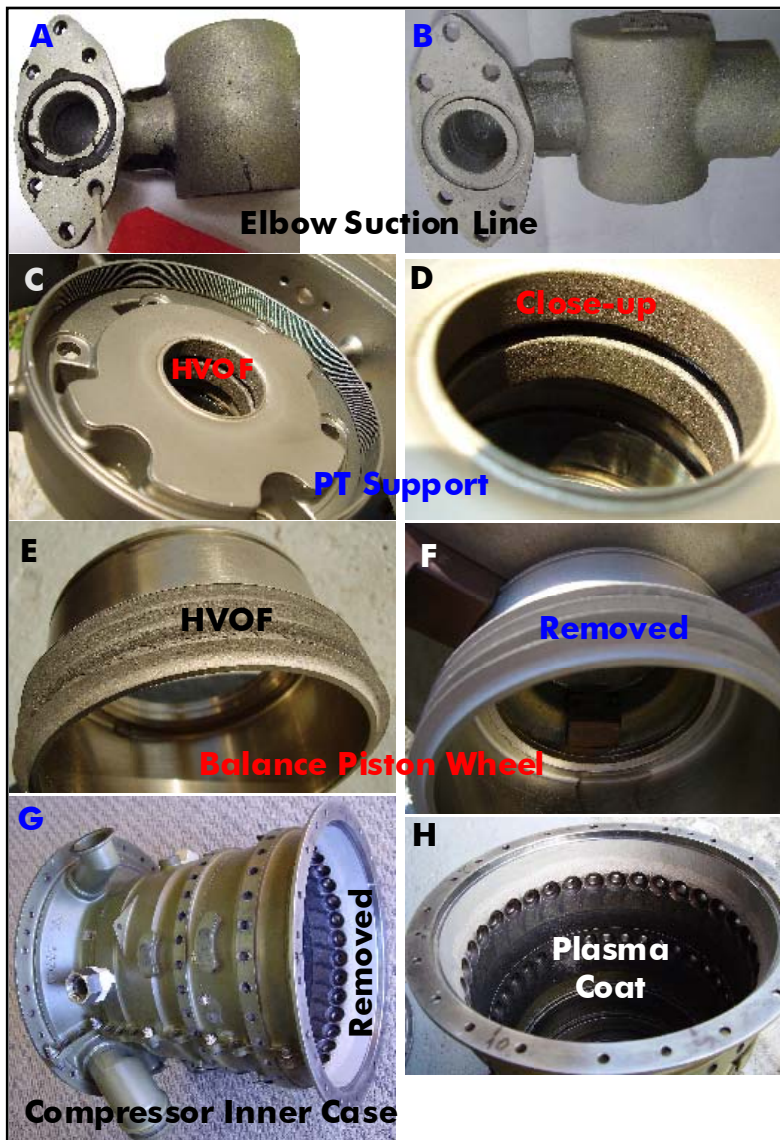 A
B
Elbow Suction Line
C
HVOF
D
Close-up
PT Support
E
HVOF
F
Removed
Balance Piston Wheel
G
Removed
H
Plasma
Coat
Compressor Inner Case